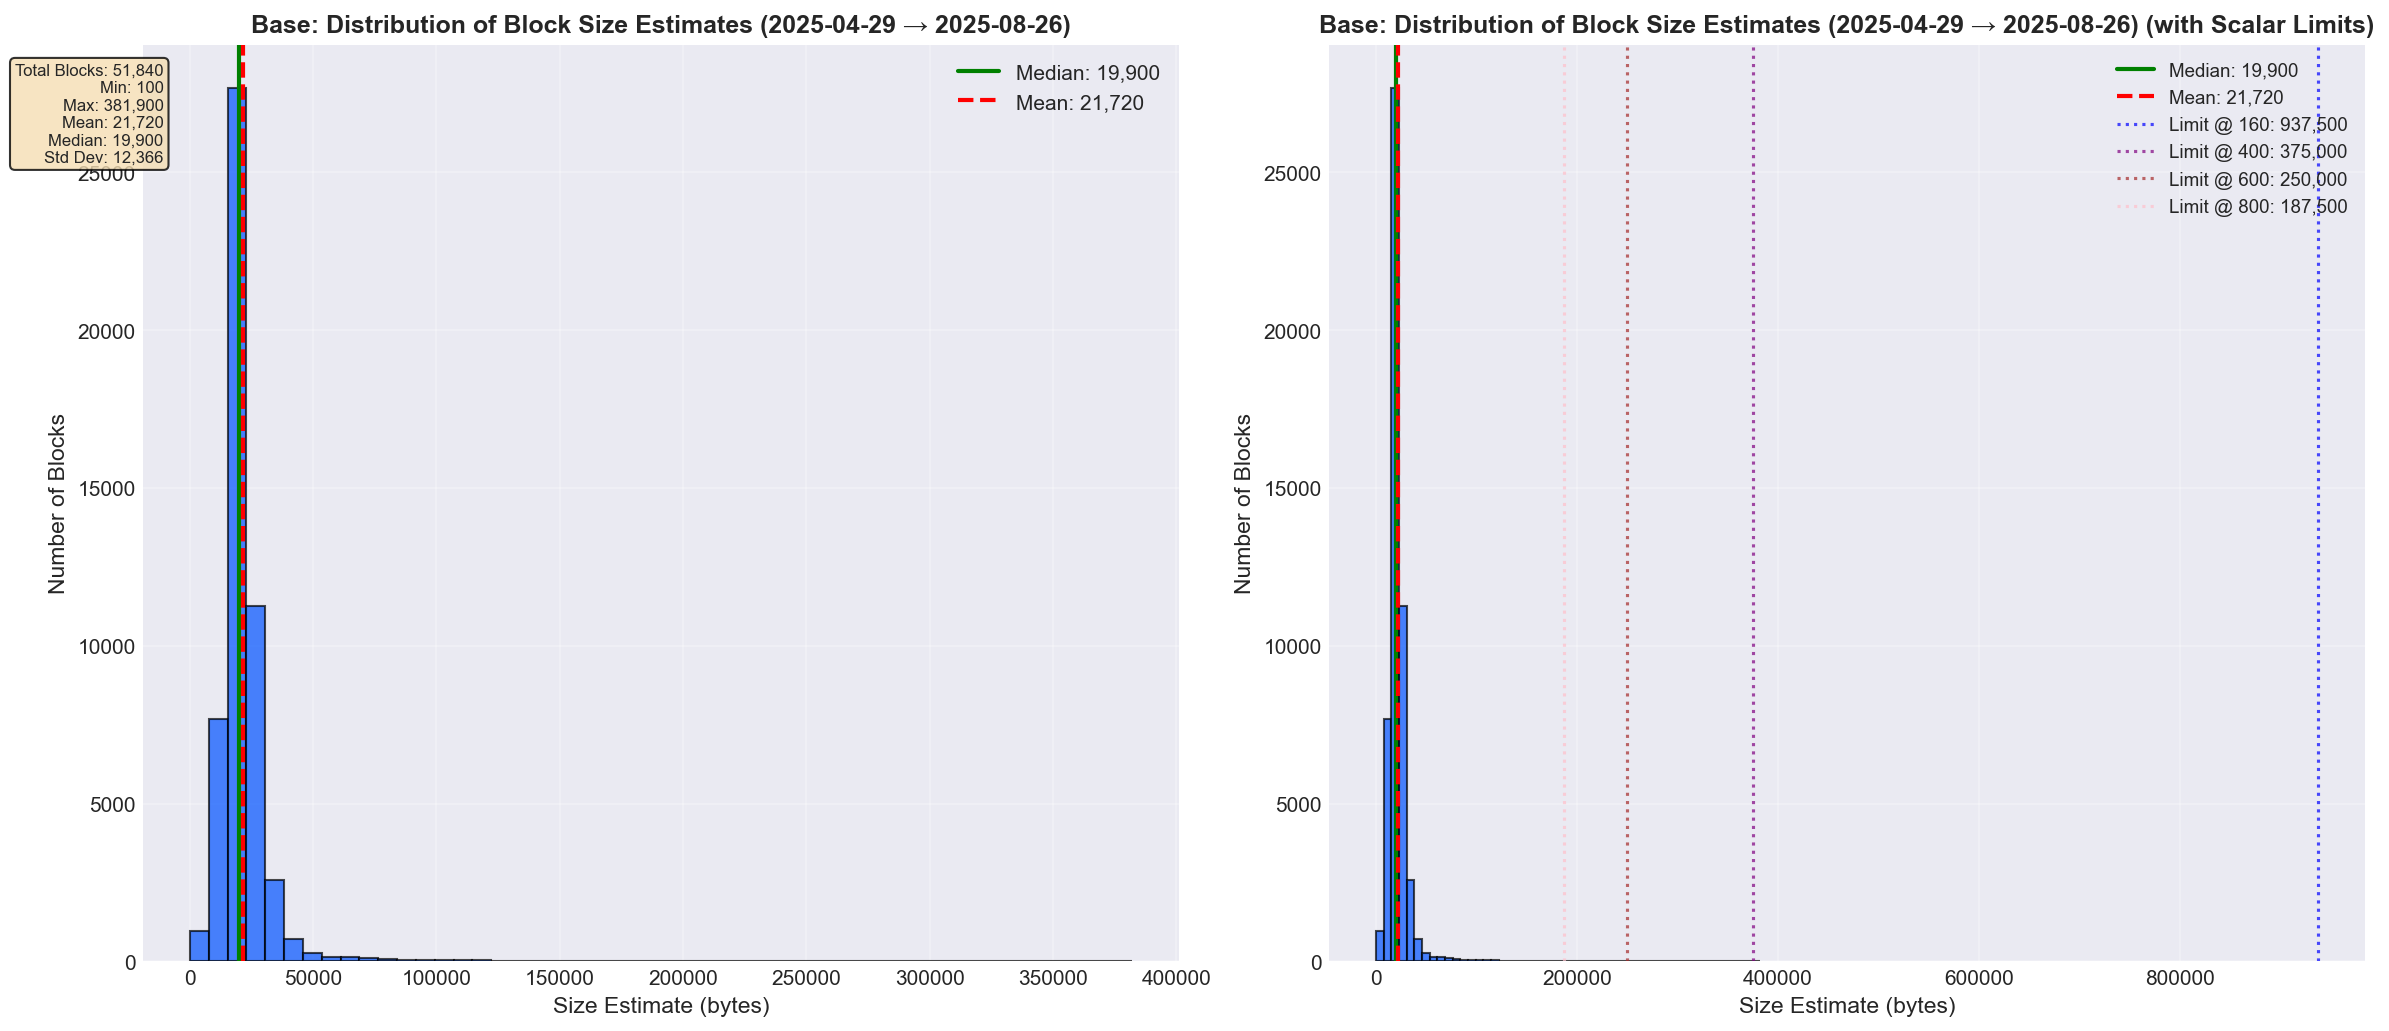 Base: Distribution of Block Size Estimates (2025-04-29 → 2025-08-26)
Total Blocks: 51,840
Min: 100
Max: 381,900
Mean: 21,720
Median: 19,900
Std Dev: 12,366
Median: 19,900
Mean: 21,720
Number of Blocks
25000
20000
15000
10000
5000
0
0 50000 100000 150000 200000 250000 300000 350000 400000
Size Estimate (bytes)
Base: Distribution of Block Size Estimates (2025-04-29 → 2025-08-26) (with Scalar Limits)
Median: 19,900
Mean: 21,720
Limit @ 160: 937,500
Limit @ 400: 375,000
Limit @ 600: 250,000
Limit @ 800: 187,500
Number of Blocks
25000
20000
15000
10000
5000
0
0 200000 400000 600000 800000
Size Estimate (bytes)